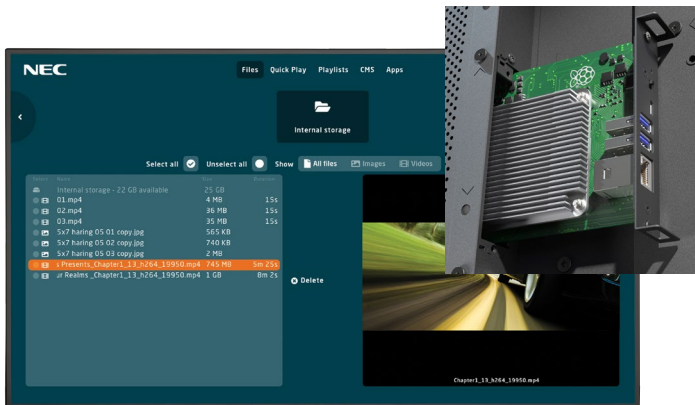 NEC
Files Quick Play Playlists CMS Apps
Internal storage
Select all Unselect all Show All files Images Videos
Select Name Size Duration
Internal storage - 22 GB available 25 GB
01.mp4 4 MB 15s
02.mp4 36 MB 15s
03.mp4 35 MB 15s
5x7 haring 05 01 copy.jpg 565 KB
5x7 haring 05 02 copy.jpg 740 KB
5x7 haring 05 03 copy.jpg 2 MB
Presents_Chapter1_13_h264_19950.mp4 745 MB 5m 25s
Realms _Chapter1_13_h264_19950.mp4 1 GB 8m 2s
Delete
Chapter1_13_h264_19950.mp4